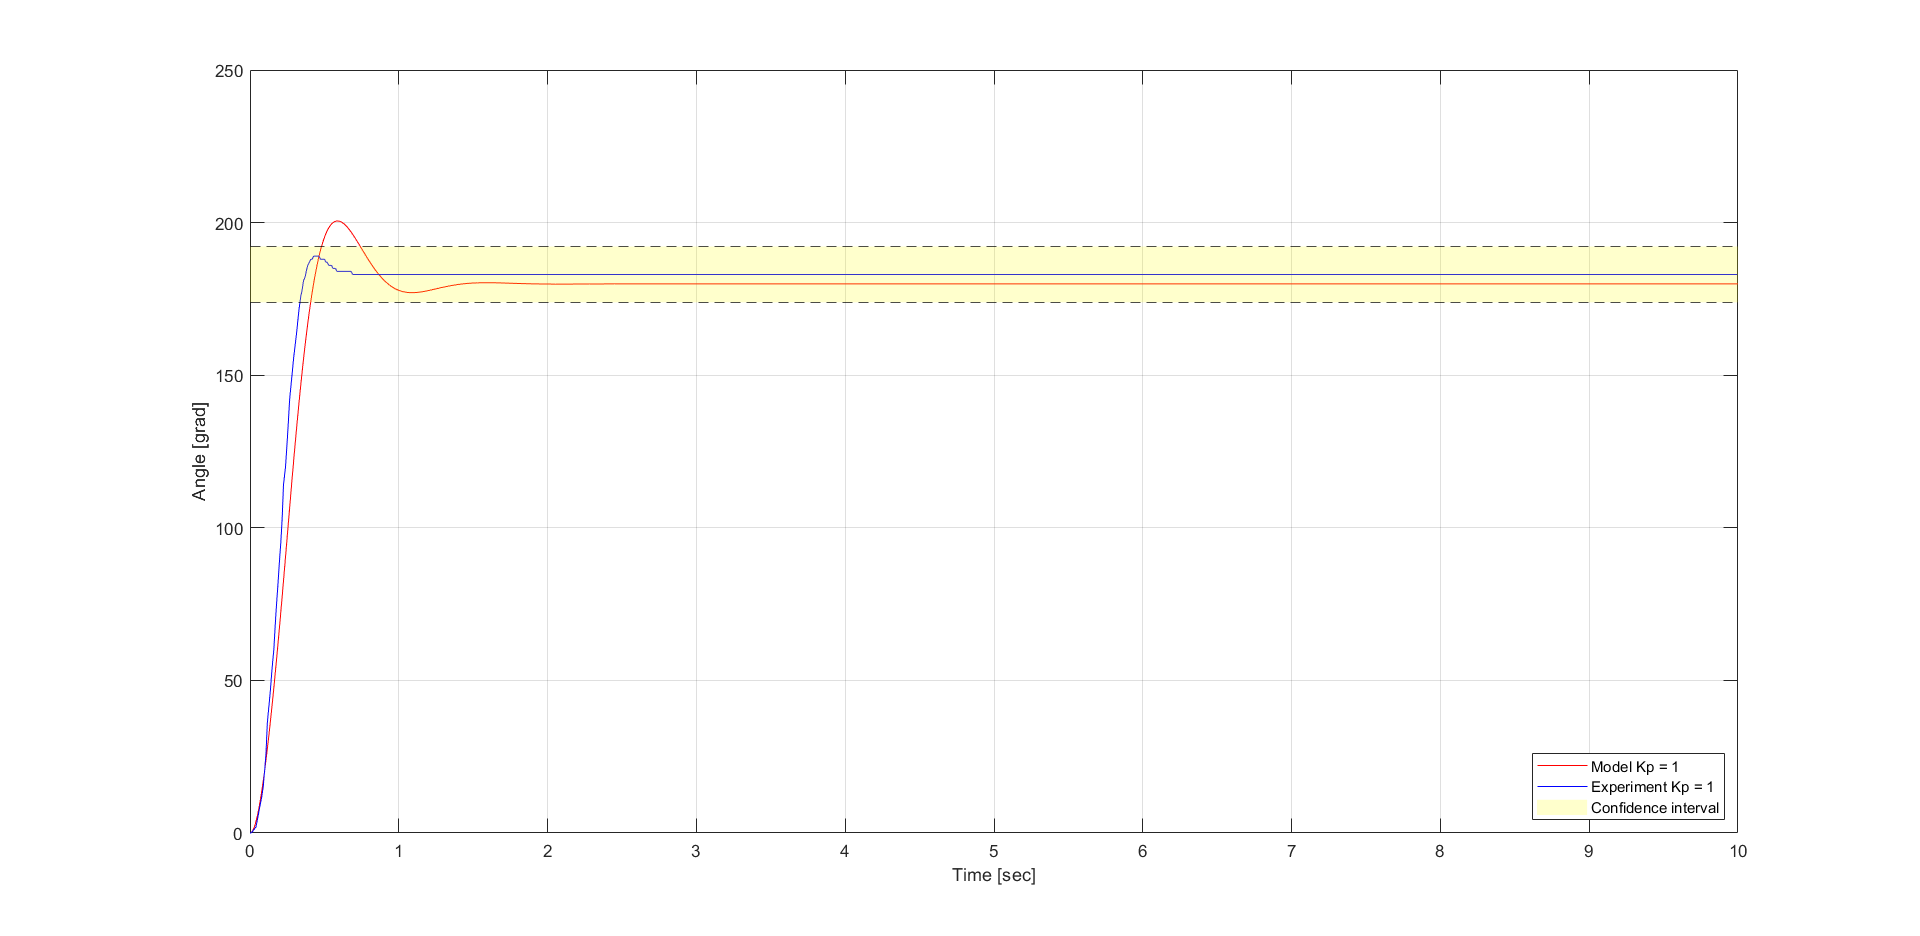 250
200
150
100
50
0
Angle [grad]
0 1 2 3 4 5 6 7 8 9 10
Time [sec]
Model Kp = 1
Experiment Kp = 1
Confidence interval